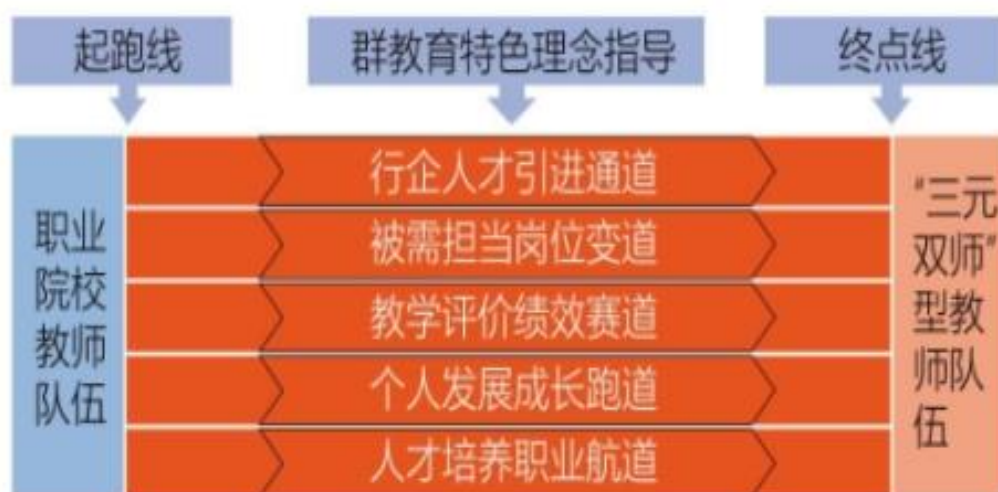 起跑线
群教育特色理念指导
终点线
职业
院校
教师
队伍
行企人才引进通道
被需担当岗位变道
教学评价绩效赛道
个人发展成长跑道
人才培养职业航道
“三元
双师”
型教
师队
伍